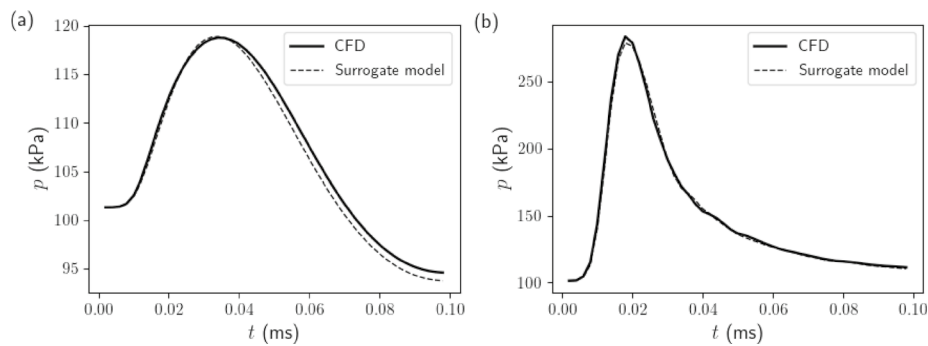 (a)
120
115
110
105
100
95
p (kPa)
CFD
Surrogate model
0.00 0.02 0.04 0.06 0.08 0.10
t (ms)
(b)
250
200
150
100
p (kPa)
CFD
Surrogate model
0.00 0.02 0.04 0.06 0.08 0.10
t (ms)